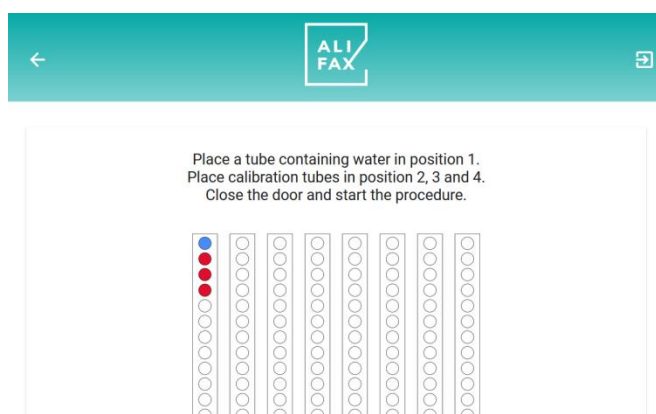 ALI
FAX
Place a tube containing water in position 1.
Place calibration tubes in position 2, 3 and 4.
Close the door and start the procedure.